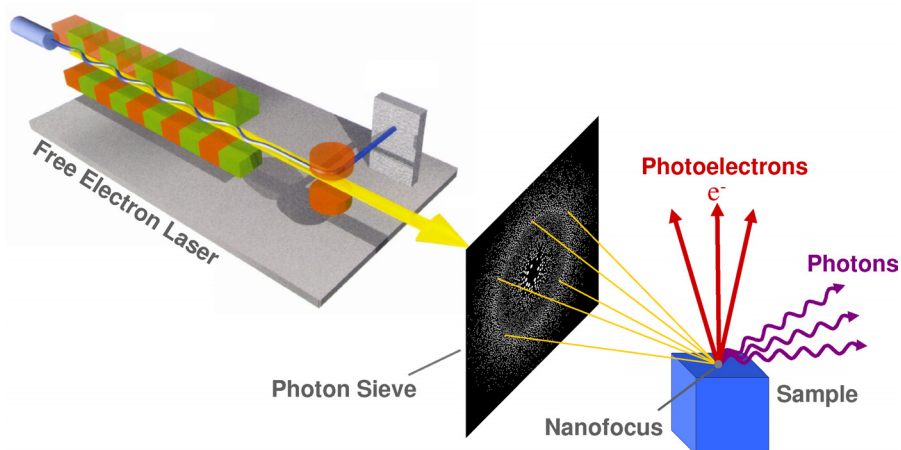 Free Electron Laser
Photoelectrons
e-
Photons
Photon Sieve
Nanofocus
Sample